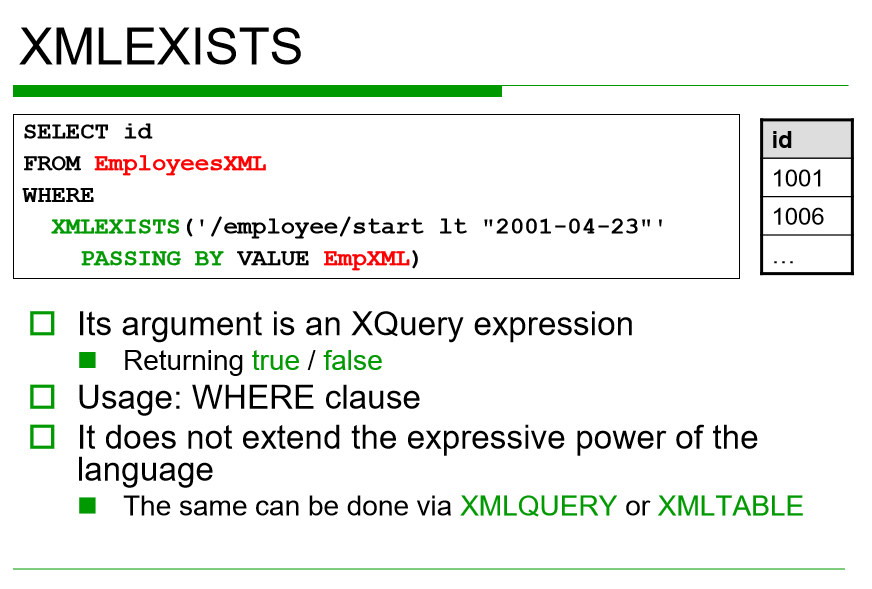 XMLEXISTS
SELECT id
FROM EmployeesXML
WHERE
XMLEXISTS('/employee/start lt "2001-04-23"'
PASSING BY VALUE EmpXML)
id
1001
1006
…
Its argument is an XQuery expression
Returning true / false
Usage: WHERE clause
It does not extend the expressive power of the
language
The same can be done via XMLQUERY or XMLTABLE